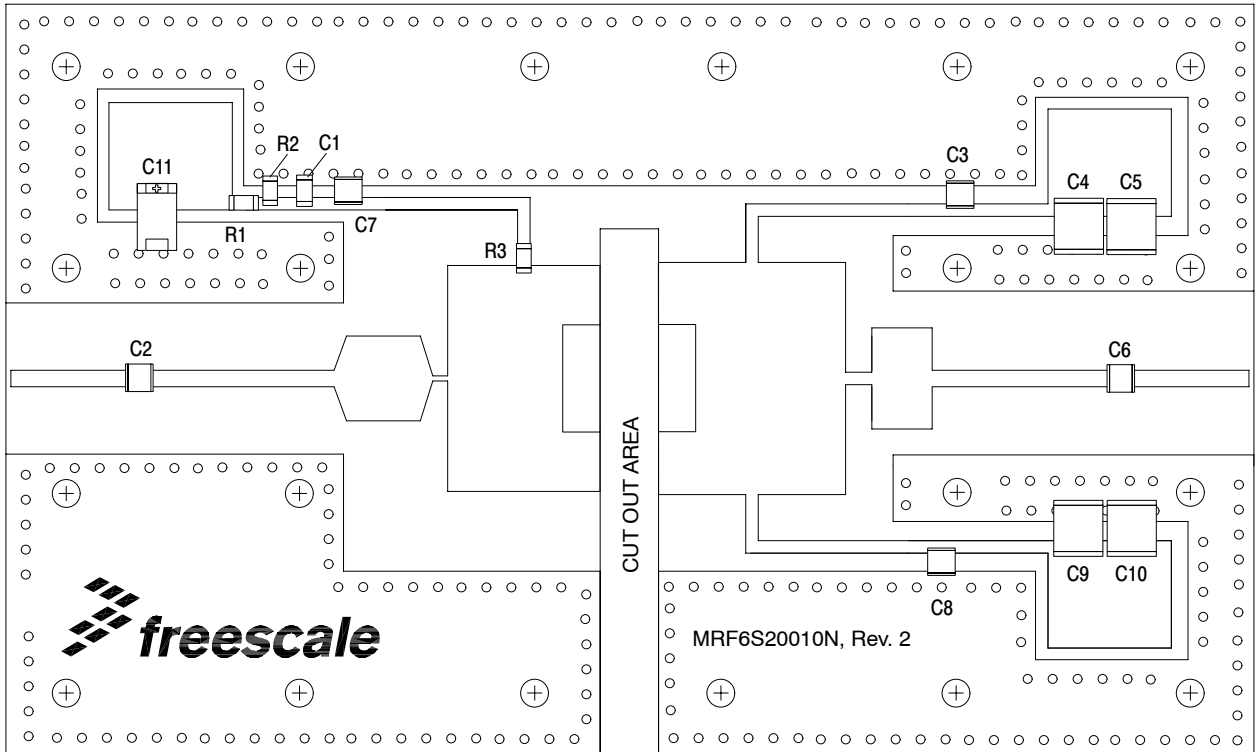 R2
C1
C11
C3
C4
C5
R1
C7
R3
C2
C6
CUT OUT AREA
C9
C10
C8
freescale
MRF6S20010N, Rev. 2